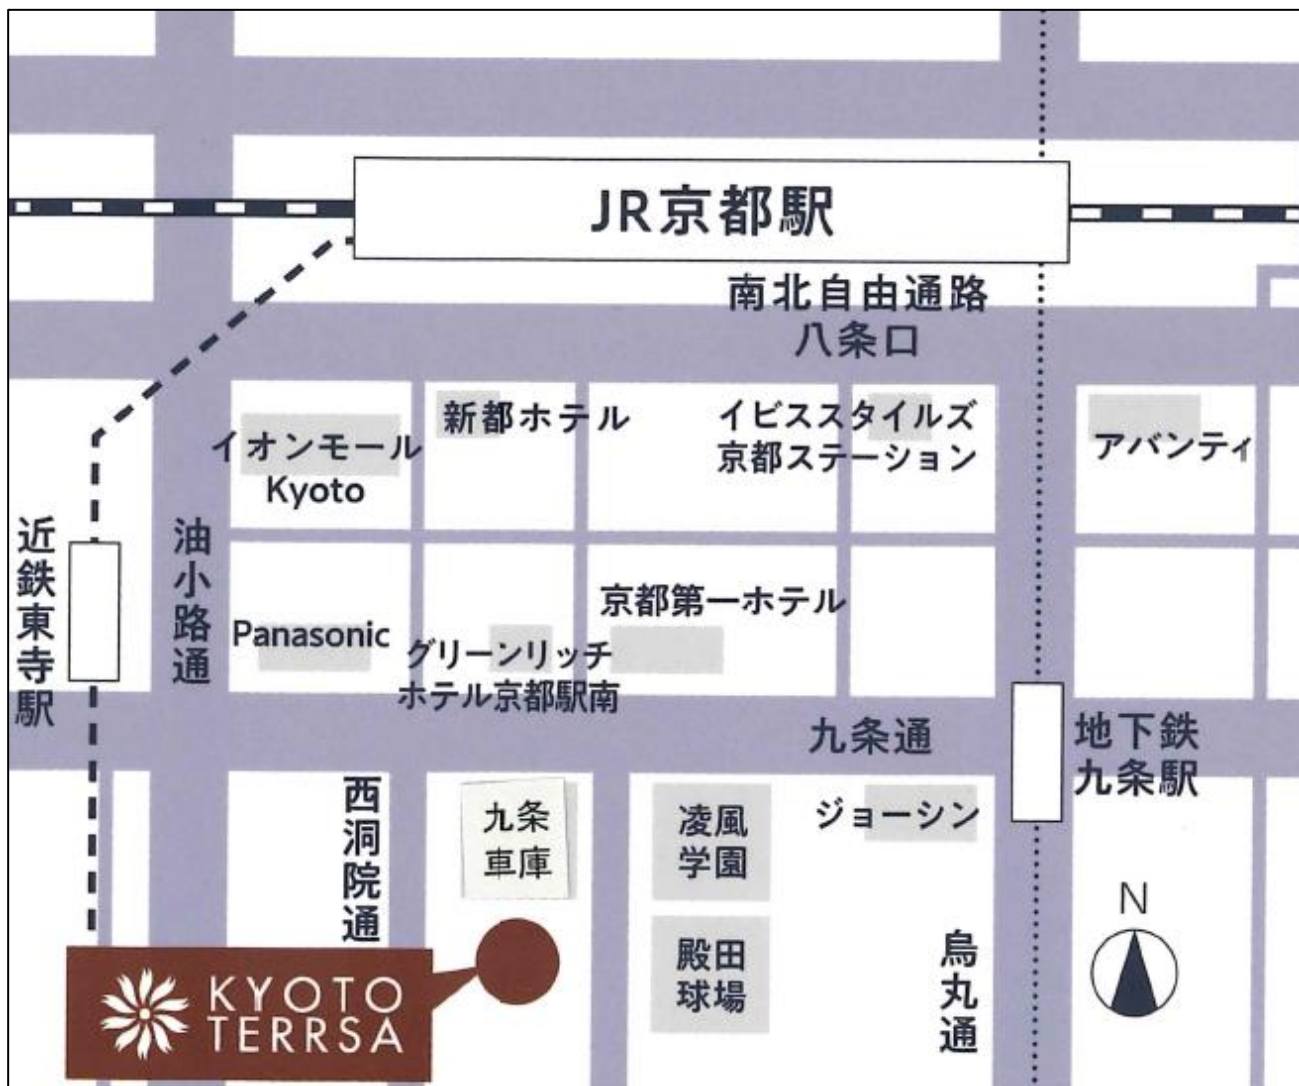 JR京都駅
南北自由通路
八条口
新都ホテル
イビススタイルズ
京都ステーション
アバンティ
イオンモール
Kyoto
近鉄東寺駅
油小路通
京都第一ホテル
Panasonic
グリーンリッチ
ホテル京都駅南
九条通
地下鉄
九条駅
西洞院通
九条
車庫
凌風
学園
ジョーシン
N
殿田
球場
烏丸通
KYOTO
TERRSA